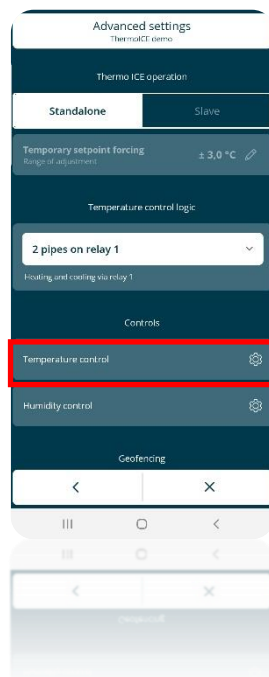 Advanced settings
ThermoICE demo
Thermo ICE operation
Standalone
Slave
Temporary setpoint forcing
Range of adjustment
± 3,0 °C
Temperature control logic
2 pipes on relay 1
Heating and cooling via relay 1
Controls
Temperature control
Humidity control
Geofencing